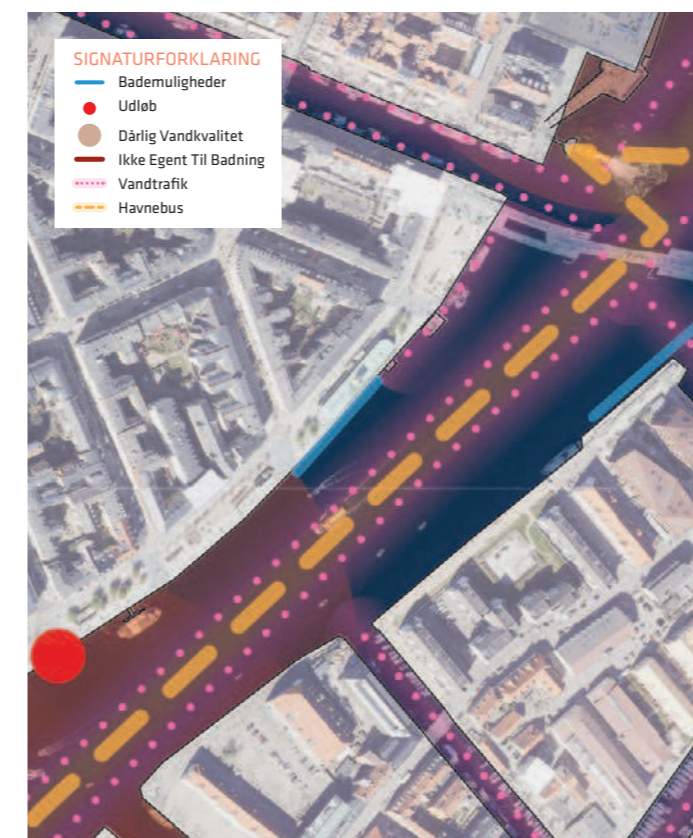 SIGNATURFORKLARING
Bademuligheder
Udløb
Dårlig Vandkvalitet
Ikke Egent Til Badning
Vandtrafik
Havnebus